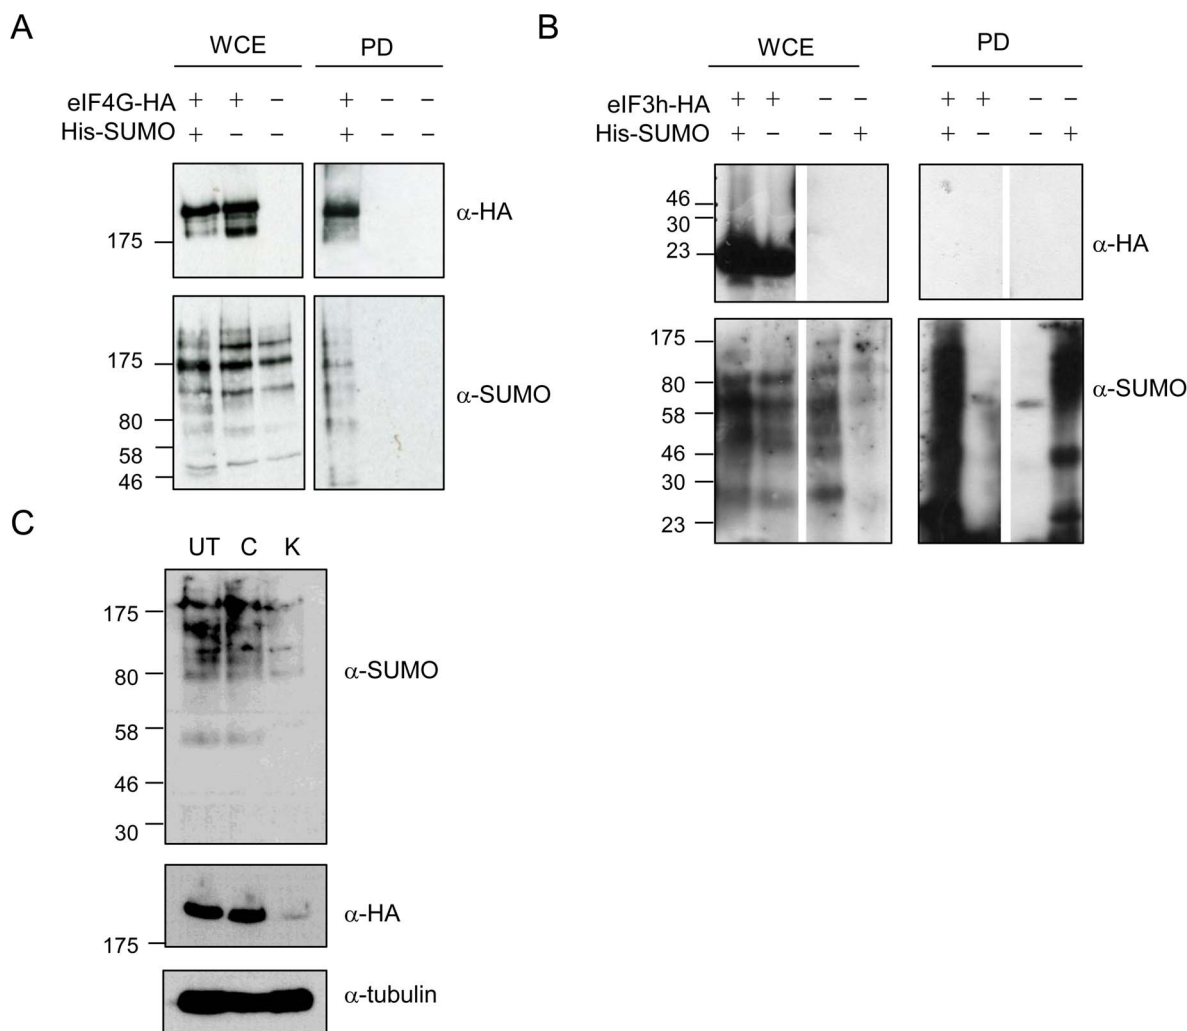 A
WCE PD
eIF4G-HA + + − + − −
His-SUMO + − − + − −
175
α-HA
175
80
58
46
α-SUMO
B
WCE PD
eIF3h-HA + + − − + + − −
His-SUMO + − − + + − − +
46
30
23
α-HA
175
80
58
46
30
23
α-SUMO
C
UT C K
175
80
58
46
30
α-SUMO
175
α-HA
α-tubulin